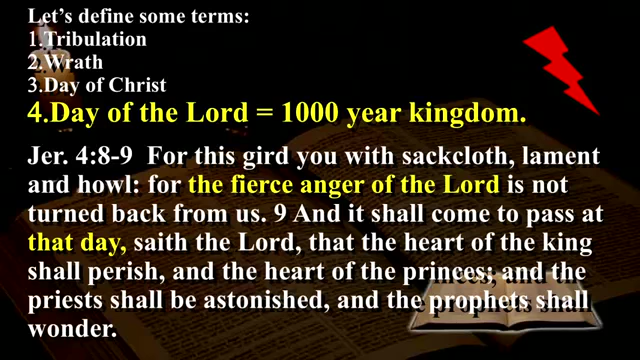 Let's define some terms:
1.Tribulation
2.Wrath
3.Day of Christ
4.Day of the Lord = 1000 year kingdom.
Jer. 4:8-9 For this gird you with sackcloth, lament
and howl: for the fierce anger of the Lord is not
turned back from us. 9 And it shall come to pass at
that day, saith the Lord, that the heart of the king
shall perish, and the heart of the princes; and the
priests shall be astonished, and the prophets shall
wonder.